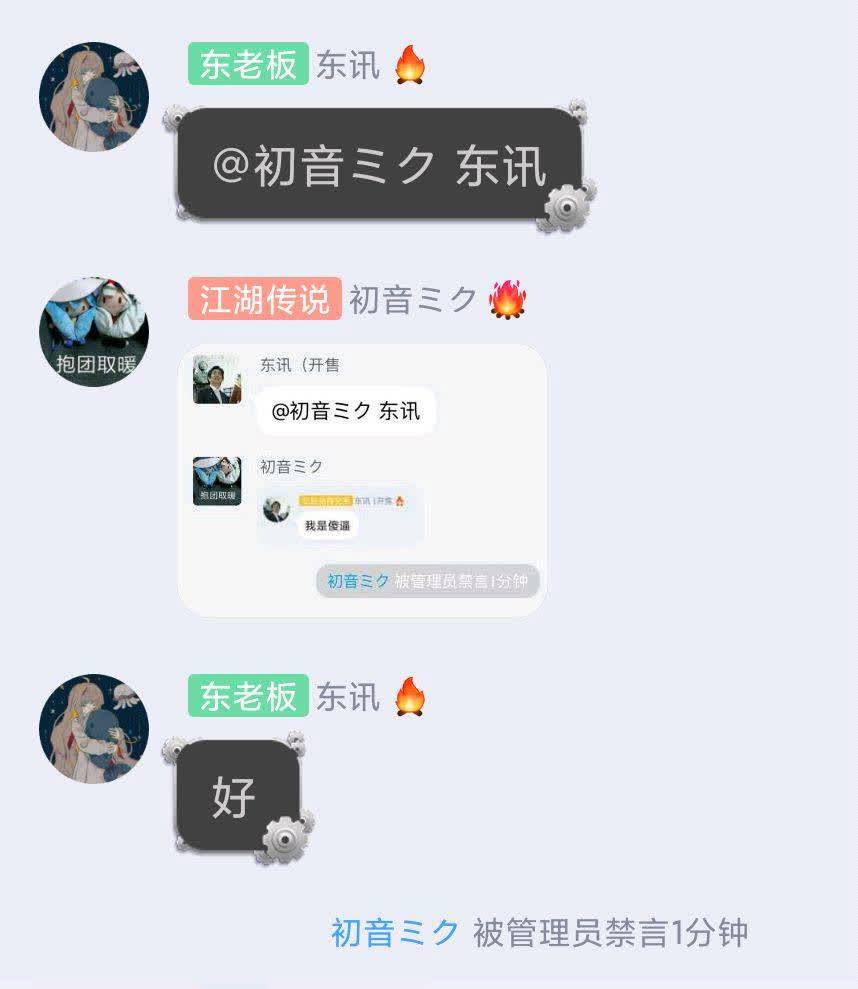 东老板 东讯
@初音ミク 东讯
江湖传说 初音ミク
抱团取暖
东讯（开售
@初音ミク 东讯
初音ミク
抱团取暖
东讯（开售
我是傻逼
初音ミク 被管理员禁言1分钟
东老板 东讯
好
初音ミク 被管理员禁言1分钟